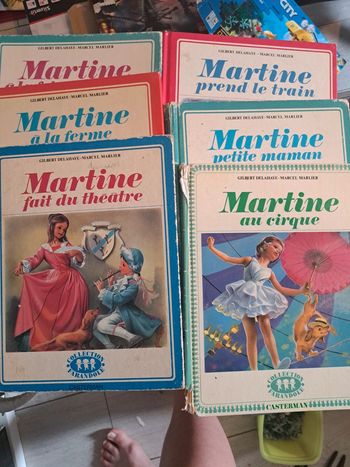 GILBERT DELAHAYE - MARCEL MARLIER
Martine
GILBERT DELAHAYE - MARCEL MARLIER
Martine
prend le train
GILBERT DELAHAYE - MARCEL MARLIER
Martine
à la ferme
GILBERT DELAHAYE - MARCEL MARLIER
Martine
petite maman
GILBERT DELAHAYE - MARCEL MARLIER
Martine
fait du théâtre
COLLECTION
FARANDOLE
GILBERT DELAHAYE - MARCEL MARLIER
Martine
au cirque
COLLECTION
FARANDOLE
CASTERMAN
CITY